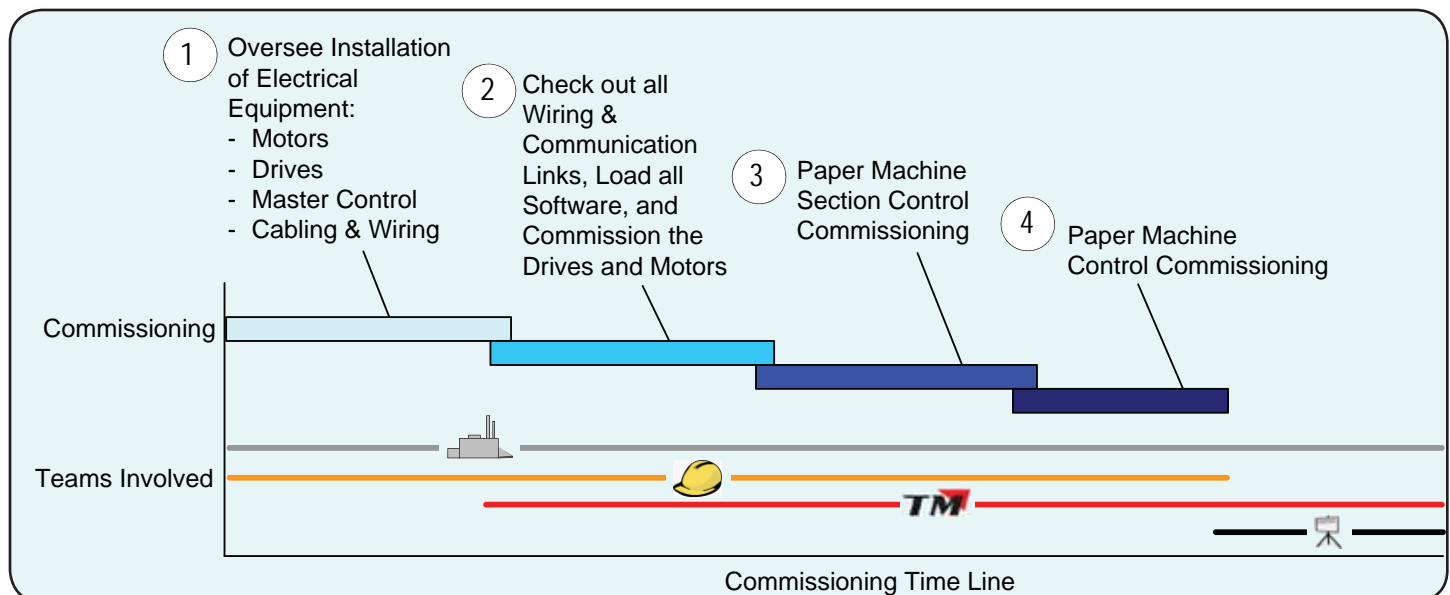 1
Oversee Installation
of Electrical
Equipment:
- Motors
- Drives
- Master Control
- Cabling & Wiring
2
Check out all
Wiring &
Communication
Links, Load all
Software, and
Commission the
Drives and Motors
3
Paper Machine
Section Control
Commissioning
4
Paper Machine
Control Commissioning
Commissioning
Teams Involved
TM
Commissioning Time Line